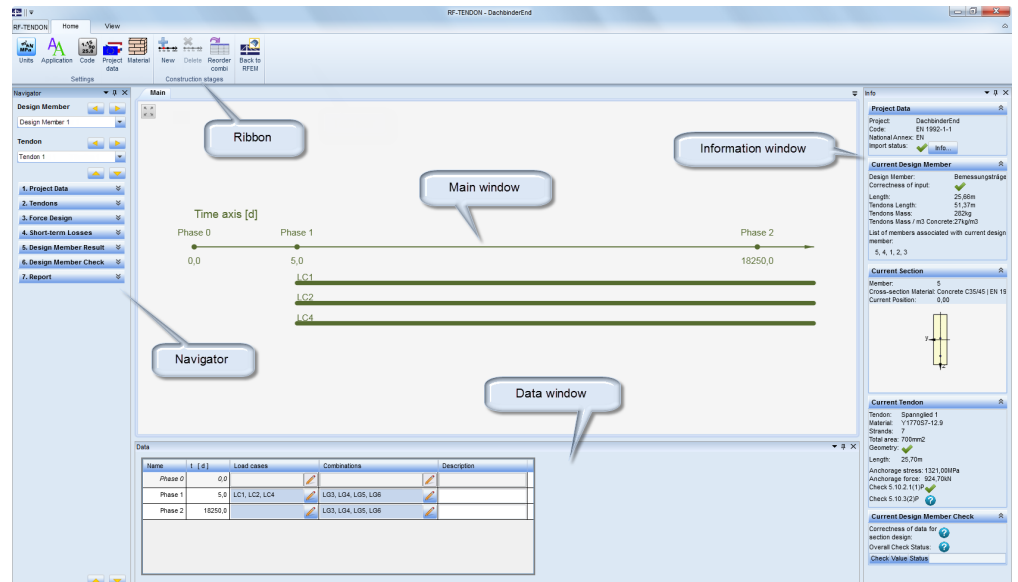 RF-TENDON - DachbinderEnd
RF-TENDON Home View
Units Application Code Project data Material New Delete Reorder combi Back to RFEM
Settings Construction stages
Navigator
Design Member
Design Member 1
Tendon
Tendon 1
1. Project Data
2. Tendons
3. Force Design
4. Short-term Losses
5. Design Member Result
6. Design Member Check
7. Report
Main
Ribbon
Information window
Main window
Time axis [d]
Phase 0 Phase 1 Phase 2
0,0 5,0 18250,0
LC1
LC2
LC4
Navigator
Data window
Data
Name t [d] Load cases Combinations Description
Phase 0 0,0
Phase 1 5,0 LC1, LC2, LC4 LG3, LG4, LG5, LG6
Phase 2 18250,0 LG3, LG4, LG5, LG6
Info
Project Data
Project: DachbinderEnd
Code: EN 1992-1-1
National Annex: EN
Import status: Info...
Current Design Member
Design Member: Bemessungsträge
Correctness of input:
Length: 25,66m
Tendons Length: 51,37m
Tendons Mass: 282kg
Tendons Mass / m3 Concrete: 27kg/m3
List of members associated with current design
member:
5, 4, 1, 2, 3
Current Section
Member: 5
Cross-section Material: Concrete C35/45 | EN 19
Current Position: 0,00
y
z
Current Tendon
Tendon: Spannglied 1
Material: Y1770S7-12.9
Strands: 7
Total area: 700mm2
Geometry:
Length: 25,70m
Anchorage stress: 1321,00MPa
Anchorage force: 924,70kN
Check 5.10.2.1(1)P
Check 5.10.3(2)P
Current Design Member Check
Correctness of data for
section design:
Overall Check Status:
Check Value Status